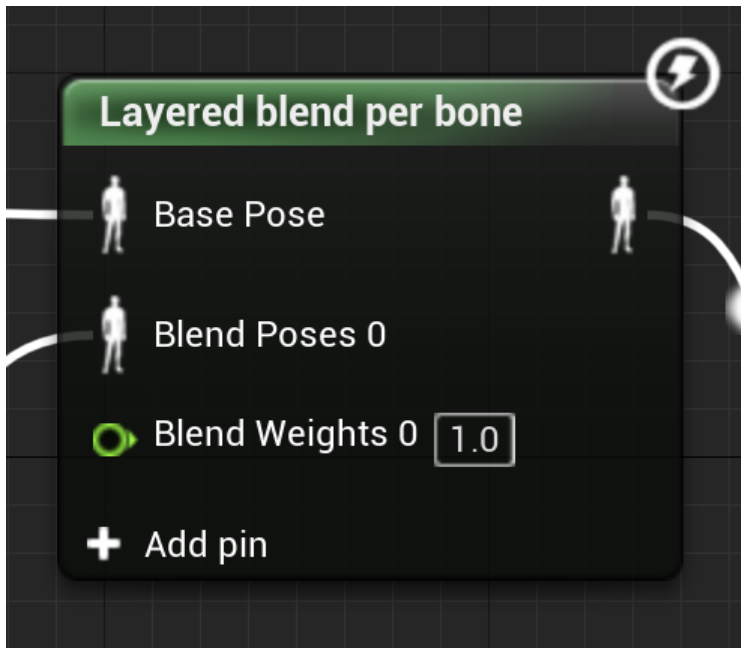 Layered blend per bone
Base Pose
Blend Poses 0
Blend Weights 0 1.0
Add pin